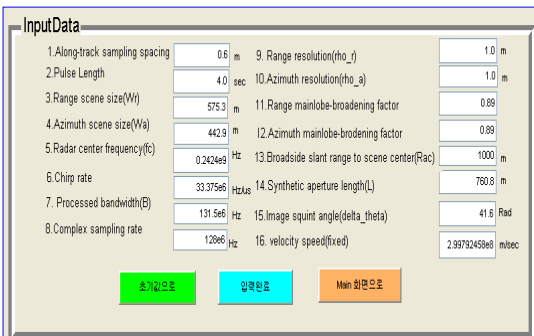 InputData
1.Along-track sampling spacing 0.6 m
2.Pulse Length 4.0 sec
3.Range scene size(Wr) 575.3 m
4.Azimuth scene size(Wa) 442.9 m
5.Radar center frequency(fc) 0.2424e9 Hz
6.Chirp rate 33.375e6 Hz/us
7. Processed bandwidth(B) 131.5e6 Hz
8.Complex sampling rate 128e6 Hz
9. Range resolution(rho_r) 1.0 m
10.Azimuth resolution(rho_a) 1.0 m
11.Range mainlobe-broadening factor 0.89
12.Azimuth mainlobe-brodening factor 0.89
13.Broadside slant range to scene center(Rac) 1000 m
14.Synthetic aperture length(L) 760.8 m
15.Image squint angle(delta_theta) 41.6 Rad
16. velocity speed(fixed) 2.99792458e8 m/sec
초기값으로 입력완료 Main 화면으로